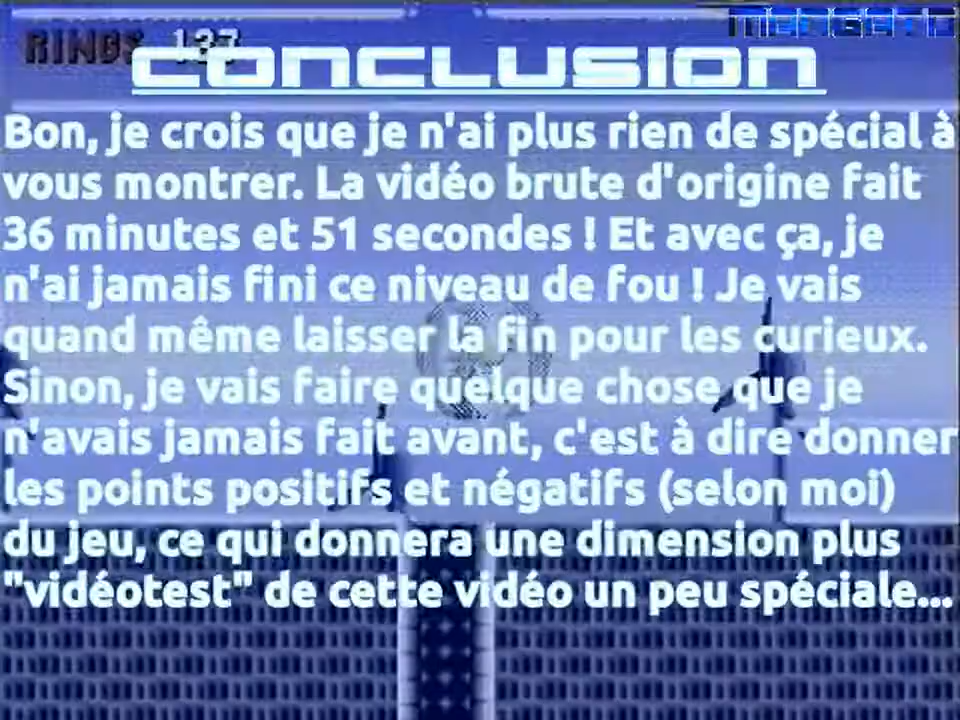 RINGS 137
CONCLUSION
Bon, je crois que je n'ai plus rien de spécial à
vous montrer. La vidéo brute d'origine fait
36 minutes et 51 secondes ! Et avec ça, je
n'ai jamais fini ce niveau de fou ! Je vais
quand même laisser la fin pour les curieux.
Sinon, je vais faire quelque chose que je
n'avais jamais fait avant, c'est à dire donner
les points positifs et négatifs (selon moi)
du jeu, ce qui donnera une dimension plus
"vidéotest" de cette vidéo un peu spéciale...